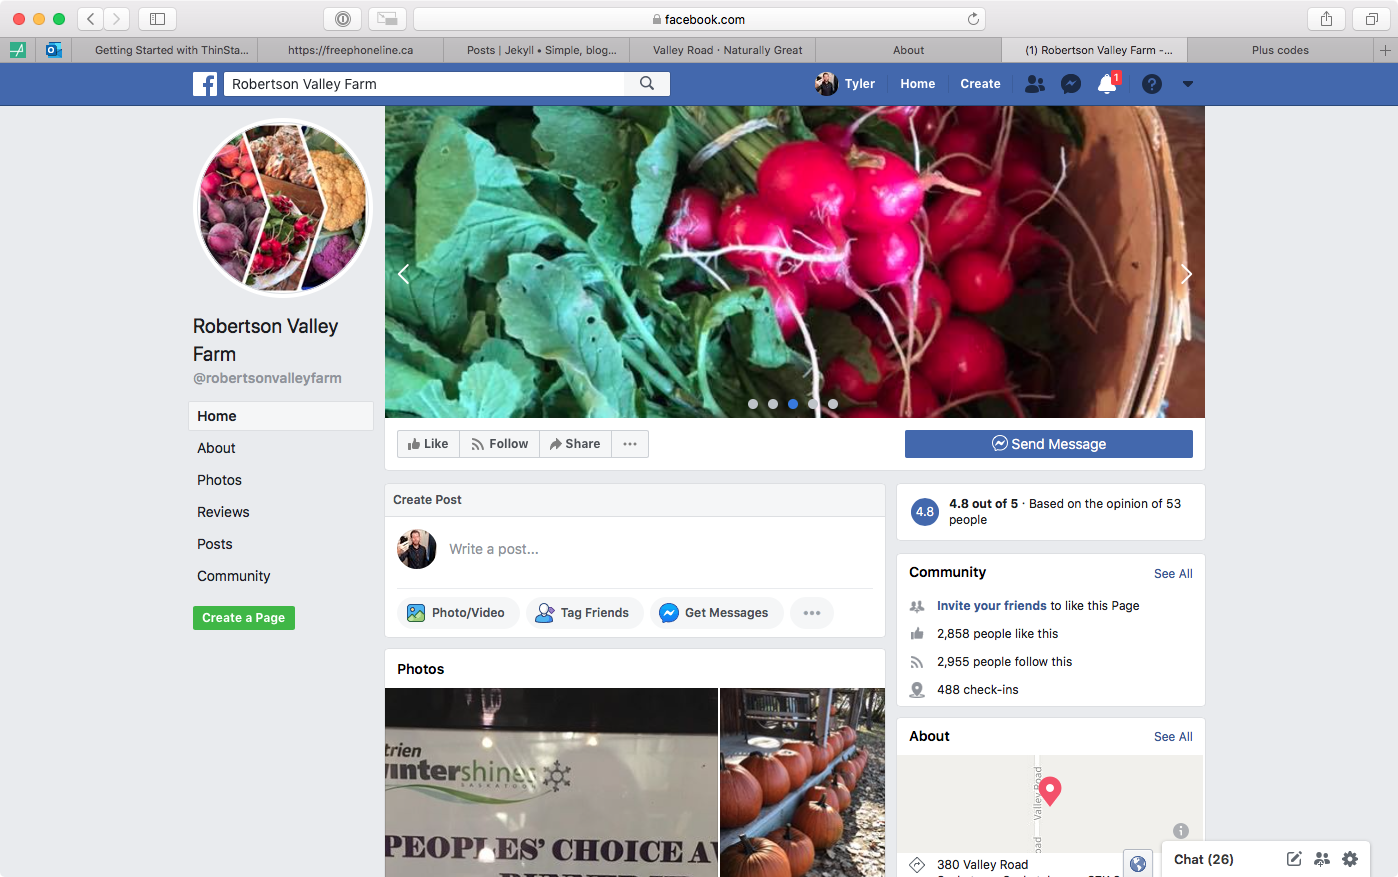 facebook.com
Getting Started with ThinSta...
https://freephoneline.ca
Posts | Jekyll • Simple, blog...
Valley Road · Naturally Great
About
(1) Robertson Valley Farm -...
Plus codes
Robertson Valley Farm
Tyler
Home
Create
1
Robertson Valley
Farm
@robertsonvalleyfarm
Home
About
Photos
Reviews
Posts
Community
Create a Page
Like
Follow
Share
Send Message
Create Post
Write a post...
Photo/Video
Tag Friends
Get Messages
Photos
trien
wintershines
SASKATOON
PEOPLES' CHOICE A
4.8
4.8 out of 5 · Based on the opinion of 53
people
Community
See All
Invite your friends to like this Page
2,858 people like this
2,955 people follow this
488 check-ins
About
See All
Valley Road
oad
380 Valley Road
Chat (26)